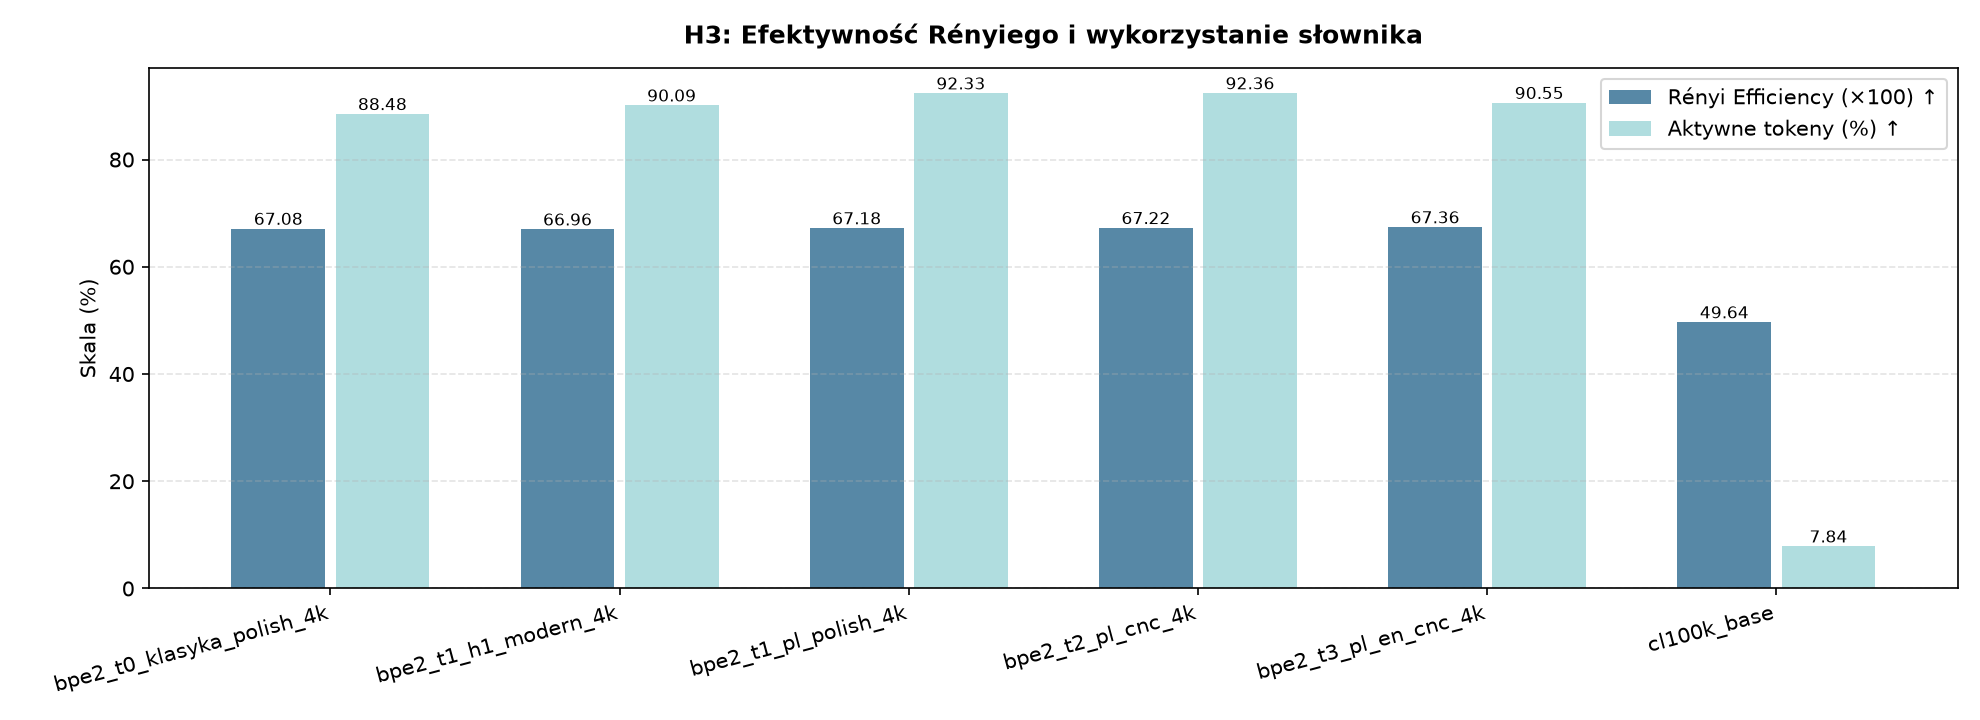 H3: Efektywność Rényiego i wykorzystanie słownika
Rényi Efficiency (×100) ↑
Aktywne tokeny (%) ↑
Skala (%)
80
60
40
20
0
67.08
88.48
66.96
90.09
67.18
92.33
67.22
92.36
67.36
90.55
49.64
7.84
bpe2_t0_klasyka_polish_4k
bpe2_t1_h1_modern_4k
bpe2_t1_pl_polish_4k
bpe2_t2_pl_cnc_4k
bpe2_t3_pl_en_cnc_4k
cl100k_base